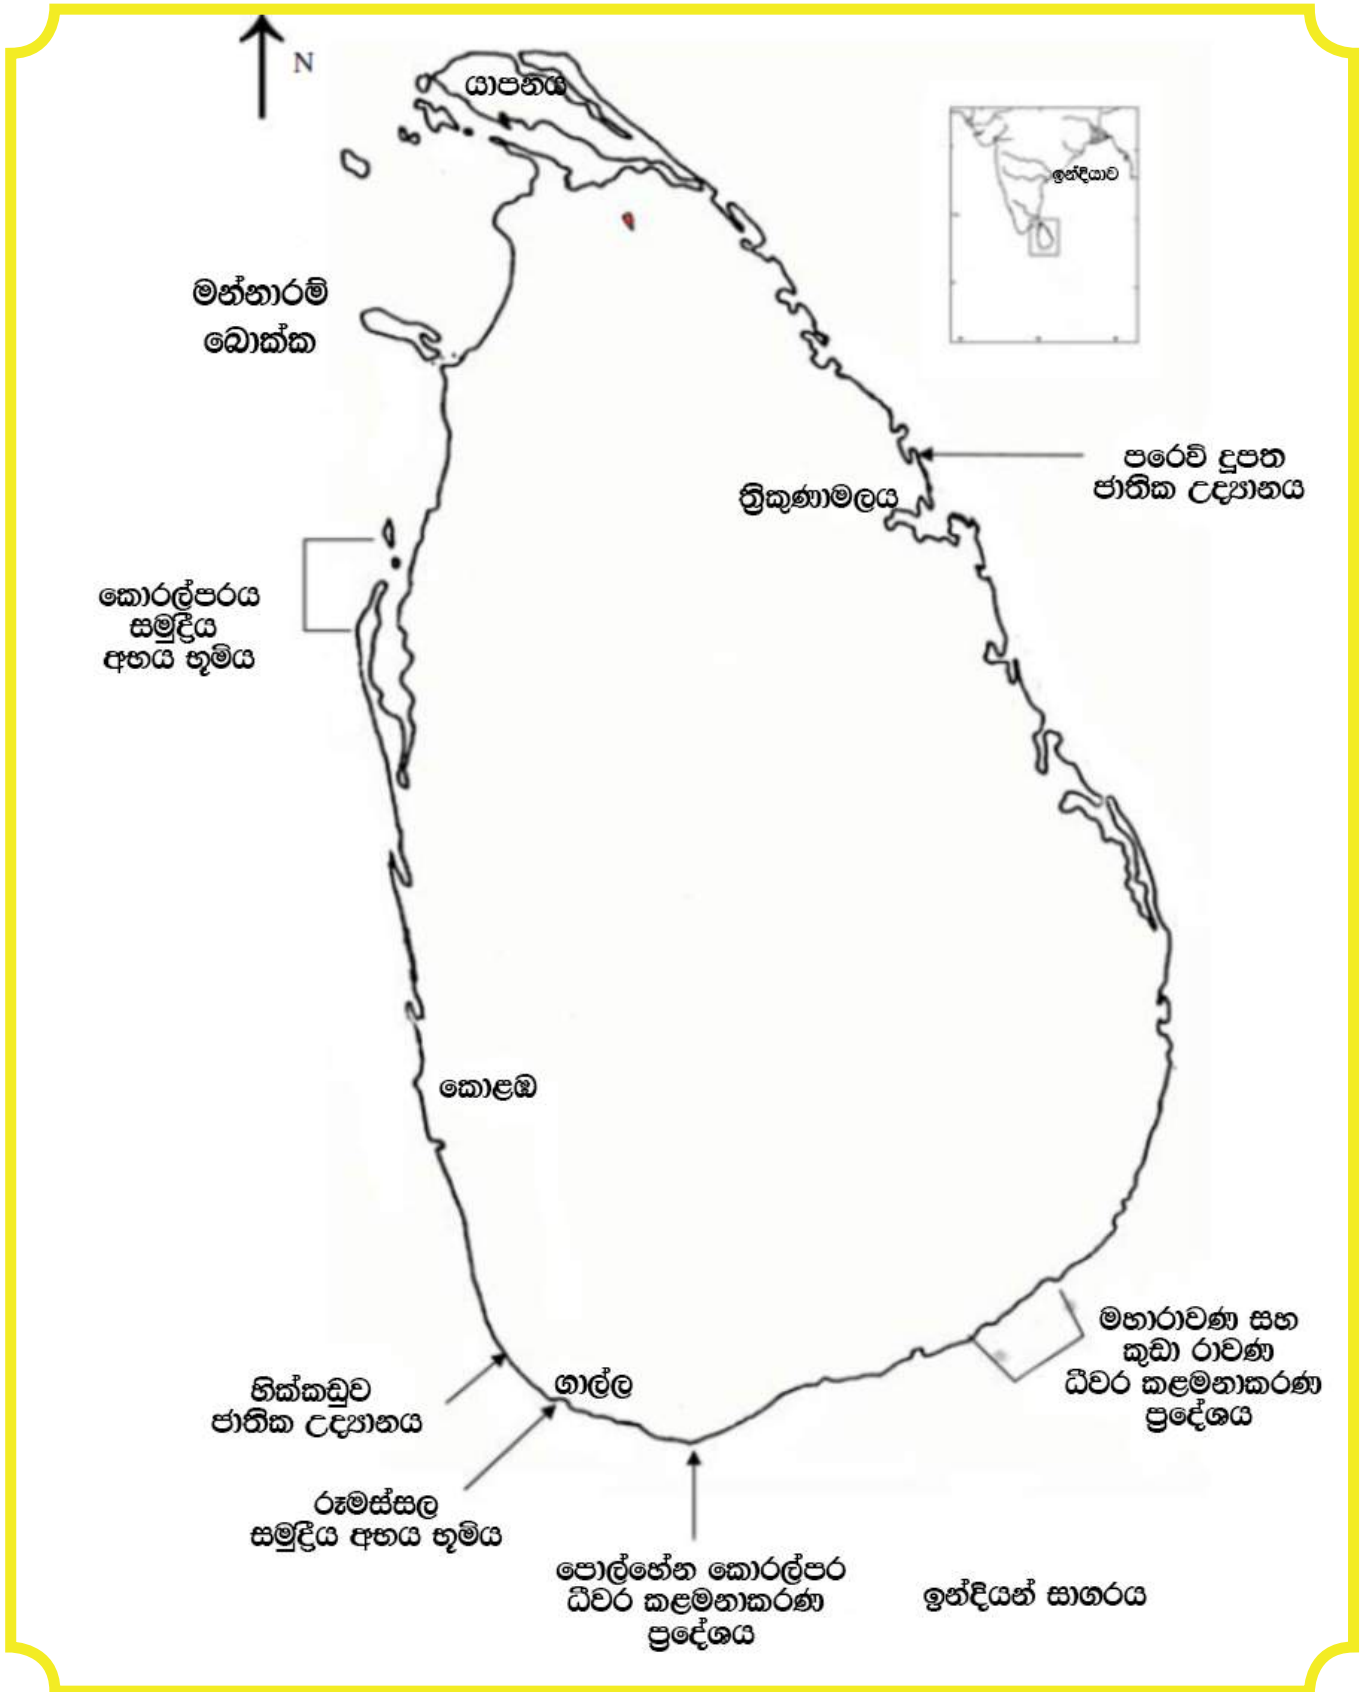 N
යාපනය
ඉන්දියාව
මන්නාරම්
බොක්ක
පරෙවි දූපත
ජාතික උද්‍යානය
ත්‍රිකුණාමලය
කොරල්පරය
සමුද්‍රීය
අභය භූමිය
කොළඹ
මහාරාවණ සහ
කුඩා රාවණ
ධීවර කළමනාකරණ
ප්‍රදේශය
හික්කඩුව
ජාතික උද්‍යානය
ගාල්ල
රූමස්සල
සමුද්‍රීය අභය භූමිය
පොල්හේන කොරල්පර
ධීවර කළමනාකරණ
ප්‍රදේශය
ඉන්දියන් සාගරය